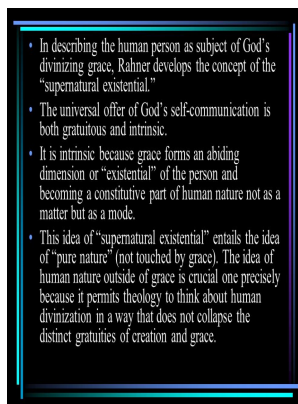 • In describing the human person as subject of God’s
divinizing grace, Rahner develops the concept of the
“supernatural existential.”
• The universal offer of God’s self-communication is
both gratuitous and intrinsic.
• It is intrinsic because grace forms an abiding
dimension or “existential” of the person and
becoming a constitutive part of human nature not as a
matter but as a mode.
• This idea of “supernatural existential” entails the idea
of “pure nature” (not touched by grace). The idea of
human nature outside of grace is crucial one precisely
because it permits theology to think about human
divinization in a way that does not collapse the
distinct gratuities of creation and grace.